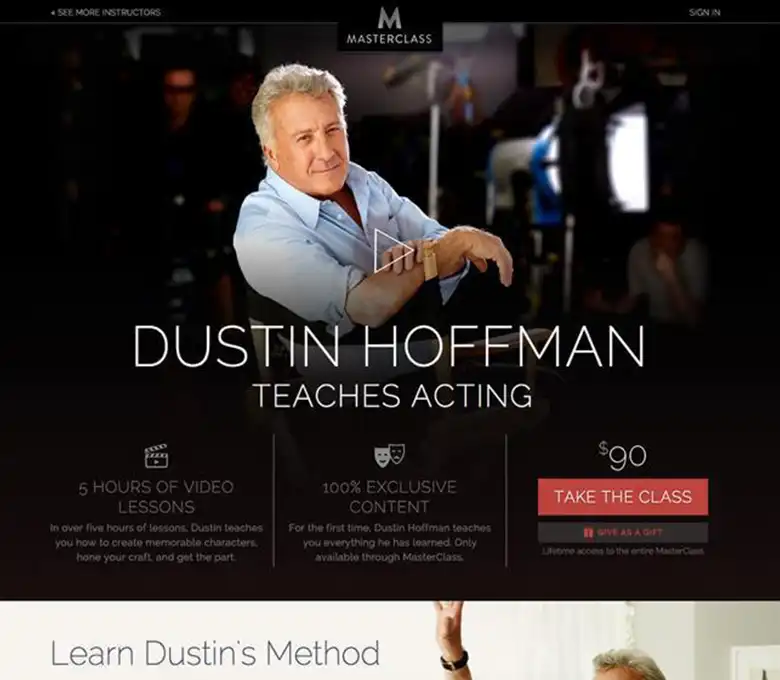 ◂ SEE MORE INSTRUCTORS
SIGN IN
M
MASTERCLASS
DUSTIN HOFFMAN
TEACHES ACTING
5 HOURS OF VIDEO
LESSONS
In over five hours of lessons, Dustin teaches
you how to create memorable characters,
hone your craft, and get the part.
100% EXCLUSIVE
CONTENT
For the first time, Dustin Hoffman teaches
you everything he has learned. Only
available through MasterClass.
$90
TAKE THE CLASS
GIVE AS A GIFT
Lifetime access to the entire MasterClass.
Learn Dustin's Method